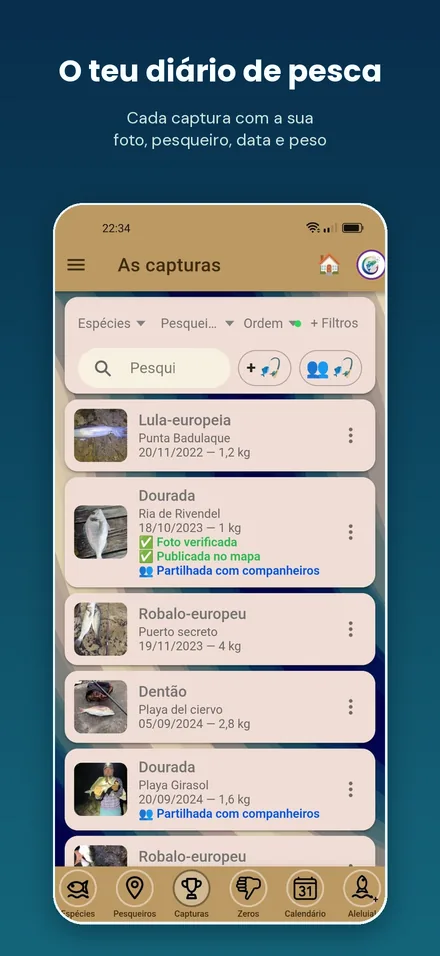 O teu diário de pesca
Cada captura com a sua
foto, pesqueiro, data e peso
22:34
As capturas
Espécies
Pesquei...
Ordem
+ Filtros
Pesqui
+
Lula-europeia
Punta Badulaque
20/11/2022 — 1,2 kg
Dourada
Ria de Rivendel
18/10/2023 — 1 kg
✅ Foto verificada
✅ Publicada no mapa
👥 Partilhada com companheiros
Robalo-europeu
Puerto secreto
19/11/2023 — 4 kg
Dentão
Playa del ciervo
05/09/2024 — 2,8 kg
Dourada
Playa Girasol
20/09/2024 — 1,6 kg
👥 Partilhada com companheiros
Robalo-europeu
31
Espécies
Pesqueiros
Capturas
Zeros
Calendário
Aleluia!